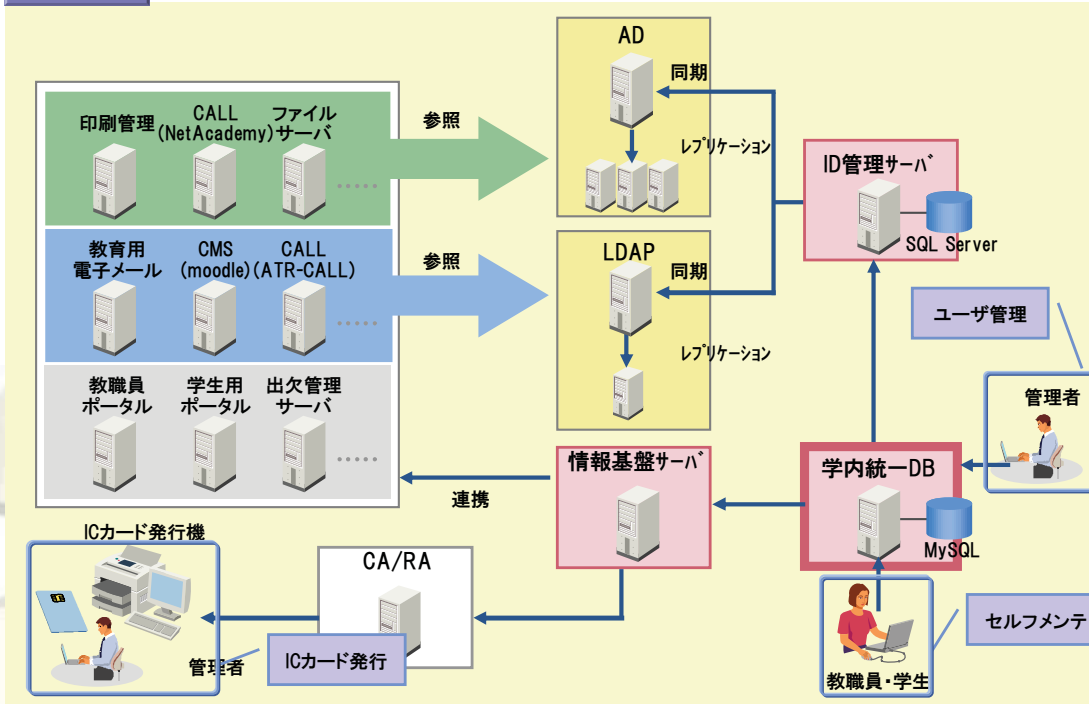 AD
同期
レプリケーション
印刷管理
CALL
(NetAcademy)
ファイル
サーバ
.....
参照
ID管理サーバ
SQL Server
教育用
電子メール
CMS
(moodle)
CALL
(ATR-CALL)
.....
参照
LDAP
同期
レプリケーション
ユーザ管理
管理者
教職員
ポータル
学生用
ポータル
出欠管理
サーバ
.....
連携
情報基盤サーバ
学内統一DB
MySQL
ICカード発行機
管理者
CA/RA
ICカード発行
教職員・学生
セルフメンテ